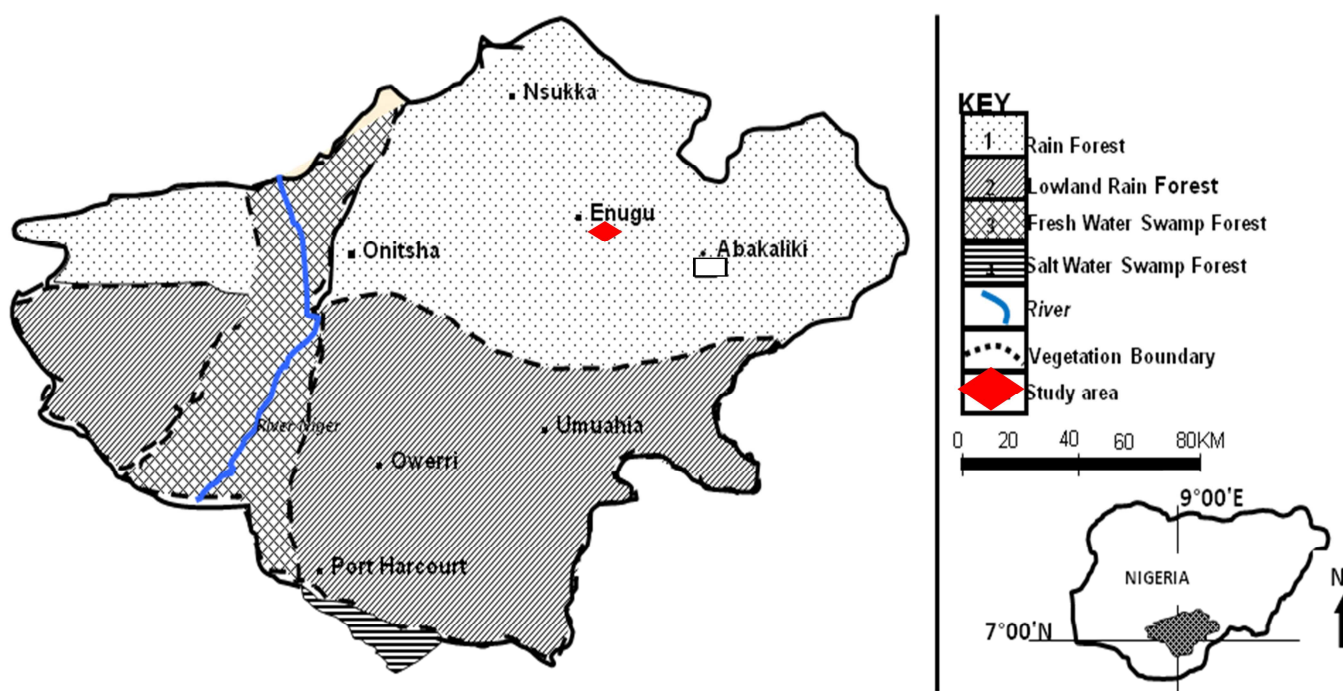 Nsukka
Enugu
Onitsha
Abakaliki
River Niger
Umuahia
Owerri
Port Harcourt
KEY
1 Rain Forest
2 Lowland Rain Forest
3 Fresh Water Swamp Forest
4 Salt Water Swamp Forest
River
Vegetation Boundary
Study area
0 20 40 60 80KM
9°00'E
NIGERIA
N
7°00'N